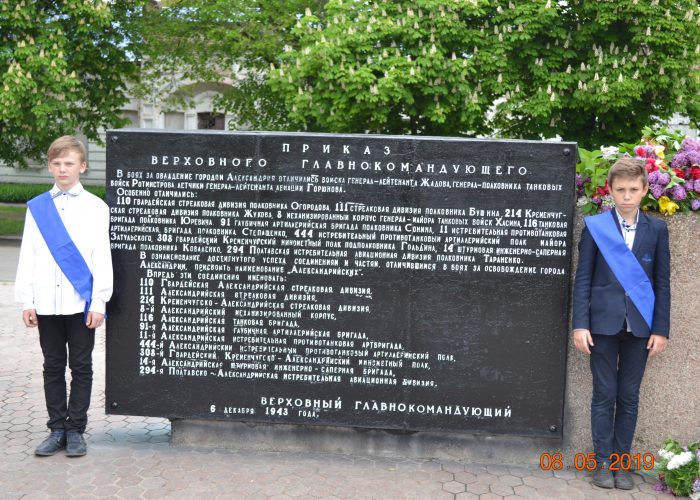 ПРИКАЗ
ВЕРХОВНОГО ГЛАВНОКОМАНДУЮЩЕГО
В боях за овладение городом Александрия отличились войска генерал-лейтенанта Жадова, генерал-полковника танковых
войск Ротмистрова летчики генерал-лейтенанта авиации Горюнова.
Особенно отличились:
110 гвардейская стрелковая дивизия полковника Огородова, 111 стрелковая дивизия полковника Бушина, 214 Кременчуг-
ская стрелковая дивизия полковника Жукова, 8 механизированный корпус генерал-майора танковых войск Хасина, 116 танковая
бригада полковника Юревича, 91 гаубичная артиллерийская бригада полковника Сонина, 11 истребительная противотанковая
артиллерийская бригада полковника Степашенко, 444 истребительный противотанковый артиллерийский полк майора
308 гвардейский Кременчугский минометный полк подполковника Гольдина, 14 штурмовая инженерно-саперная
бригада полковника Коваленко, 294 Полтавская истребительная авиационная дивизия полковника Тараненко.
В ознаменование достигнутого успеха соединениям и частям, отличившимся в боях за освобождение города
Александрии, присвоить наименование „Александрийских".
Впредь эти соединения именовать:
110 Гвардейская Александрийская стрелковая дивизия,
111 Александрийская стрелковая дивизия,
214 Кременчугско-Александрийская стрелковая дивизия,
8-й Александрийский механизированный корпус,
116 Александрийская танковая бригада,
91-я Александрийская гаубичная артиллерийская бригада,
11-я Александрийская истребительная противотанковая артбригада,
444-й Александрийский истребительный противотанковый артиллерийский полк,
308-й Гвардейский, Кременчугско-Александрийский минометный полк,
14-я Александрийская штурмовая инженерно-саперная бригада,
294-я Полтавско-Александрийская истребительная авиационная дивизия.
ВЕРХОВНЫЙ ГЛАВНОКОМАНДУЮЩИЙ
6 декабря 1943 года.
08.05.2019